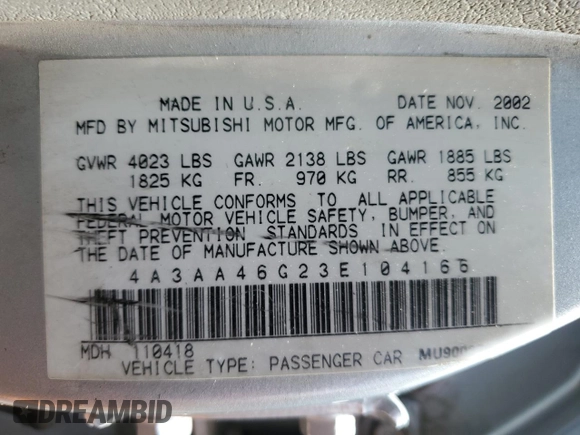 MADE IN U.S.A. DATE NOV. 2002
MFD BY MITSUBISHI MOTOR MFG. OF AMERICA, INC.
GVWR 4023 LBS GAWR 2138 LBS GAWR 1885 LBS
1825 KG FR. 970 KG RR. 855 KG
THIS VEHICLE CONFORMS TO ALL APPLICABLE
FEDERAL MOTOR VEHICLE SAFETY, BUMPER, AND
THEFT PREVENTION STANDARDS IN EFFECT ON
THE DATE OF MANUFACTURE SHOWN ABOVE.
4A3AA46G23E104166
MDH 110418
VEHICLE TYPE: PASSENGER CAR
DREAMBID